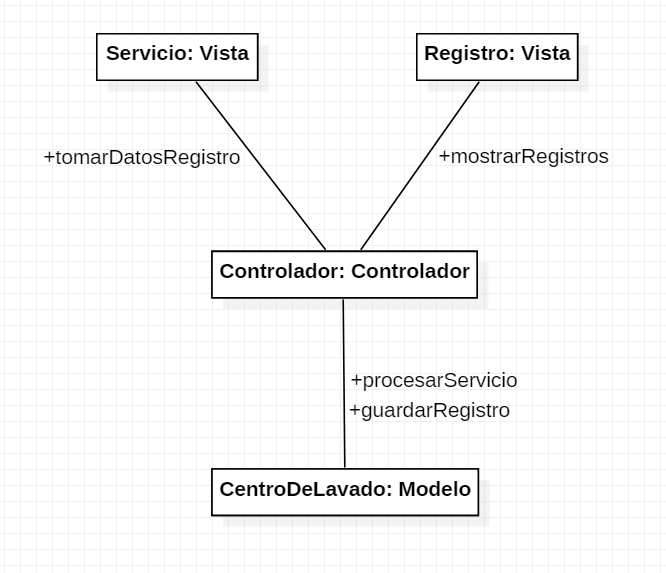 Servicio: Vista
Registro: Vista
+tomarDatosRegistro
+mostrarRegistros
Controlador: Controlador
+procesarServicio
+guardarRegistro
CentroDeLavado: Modelo